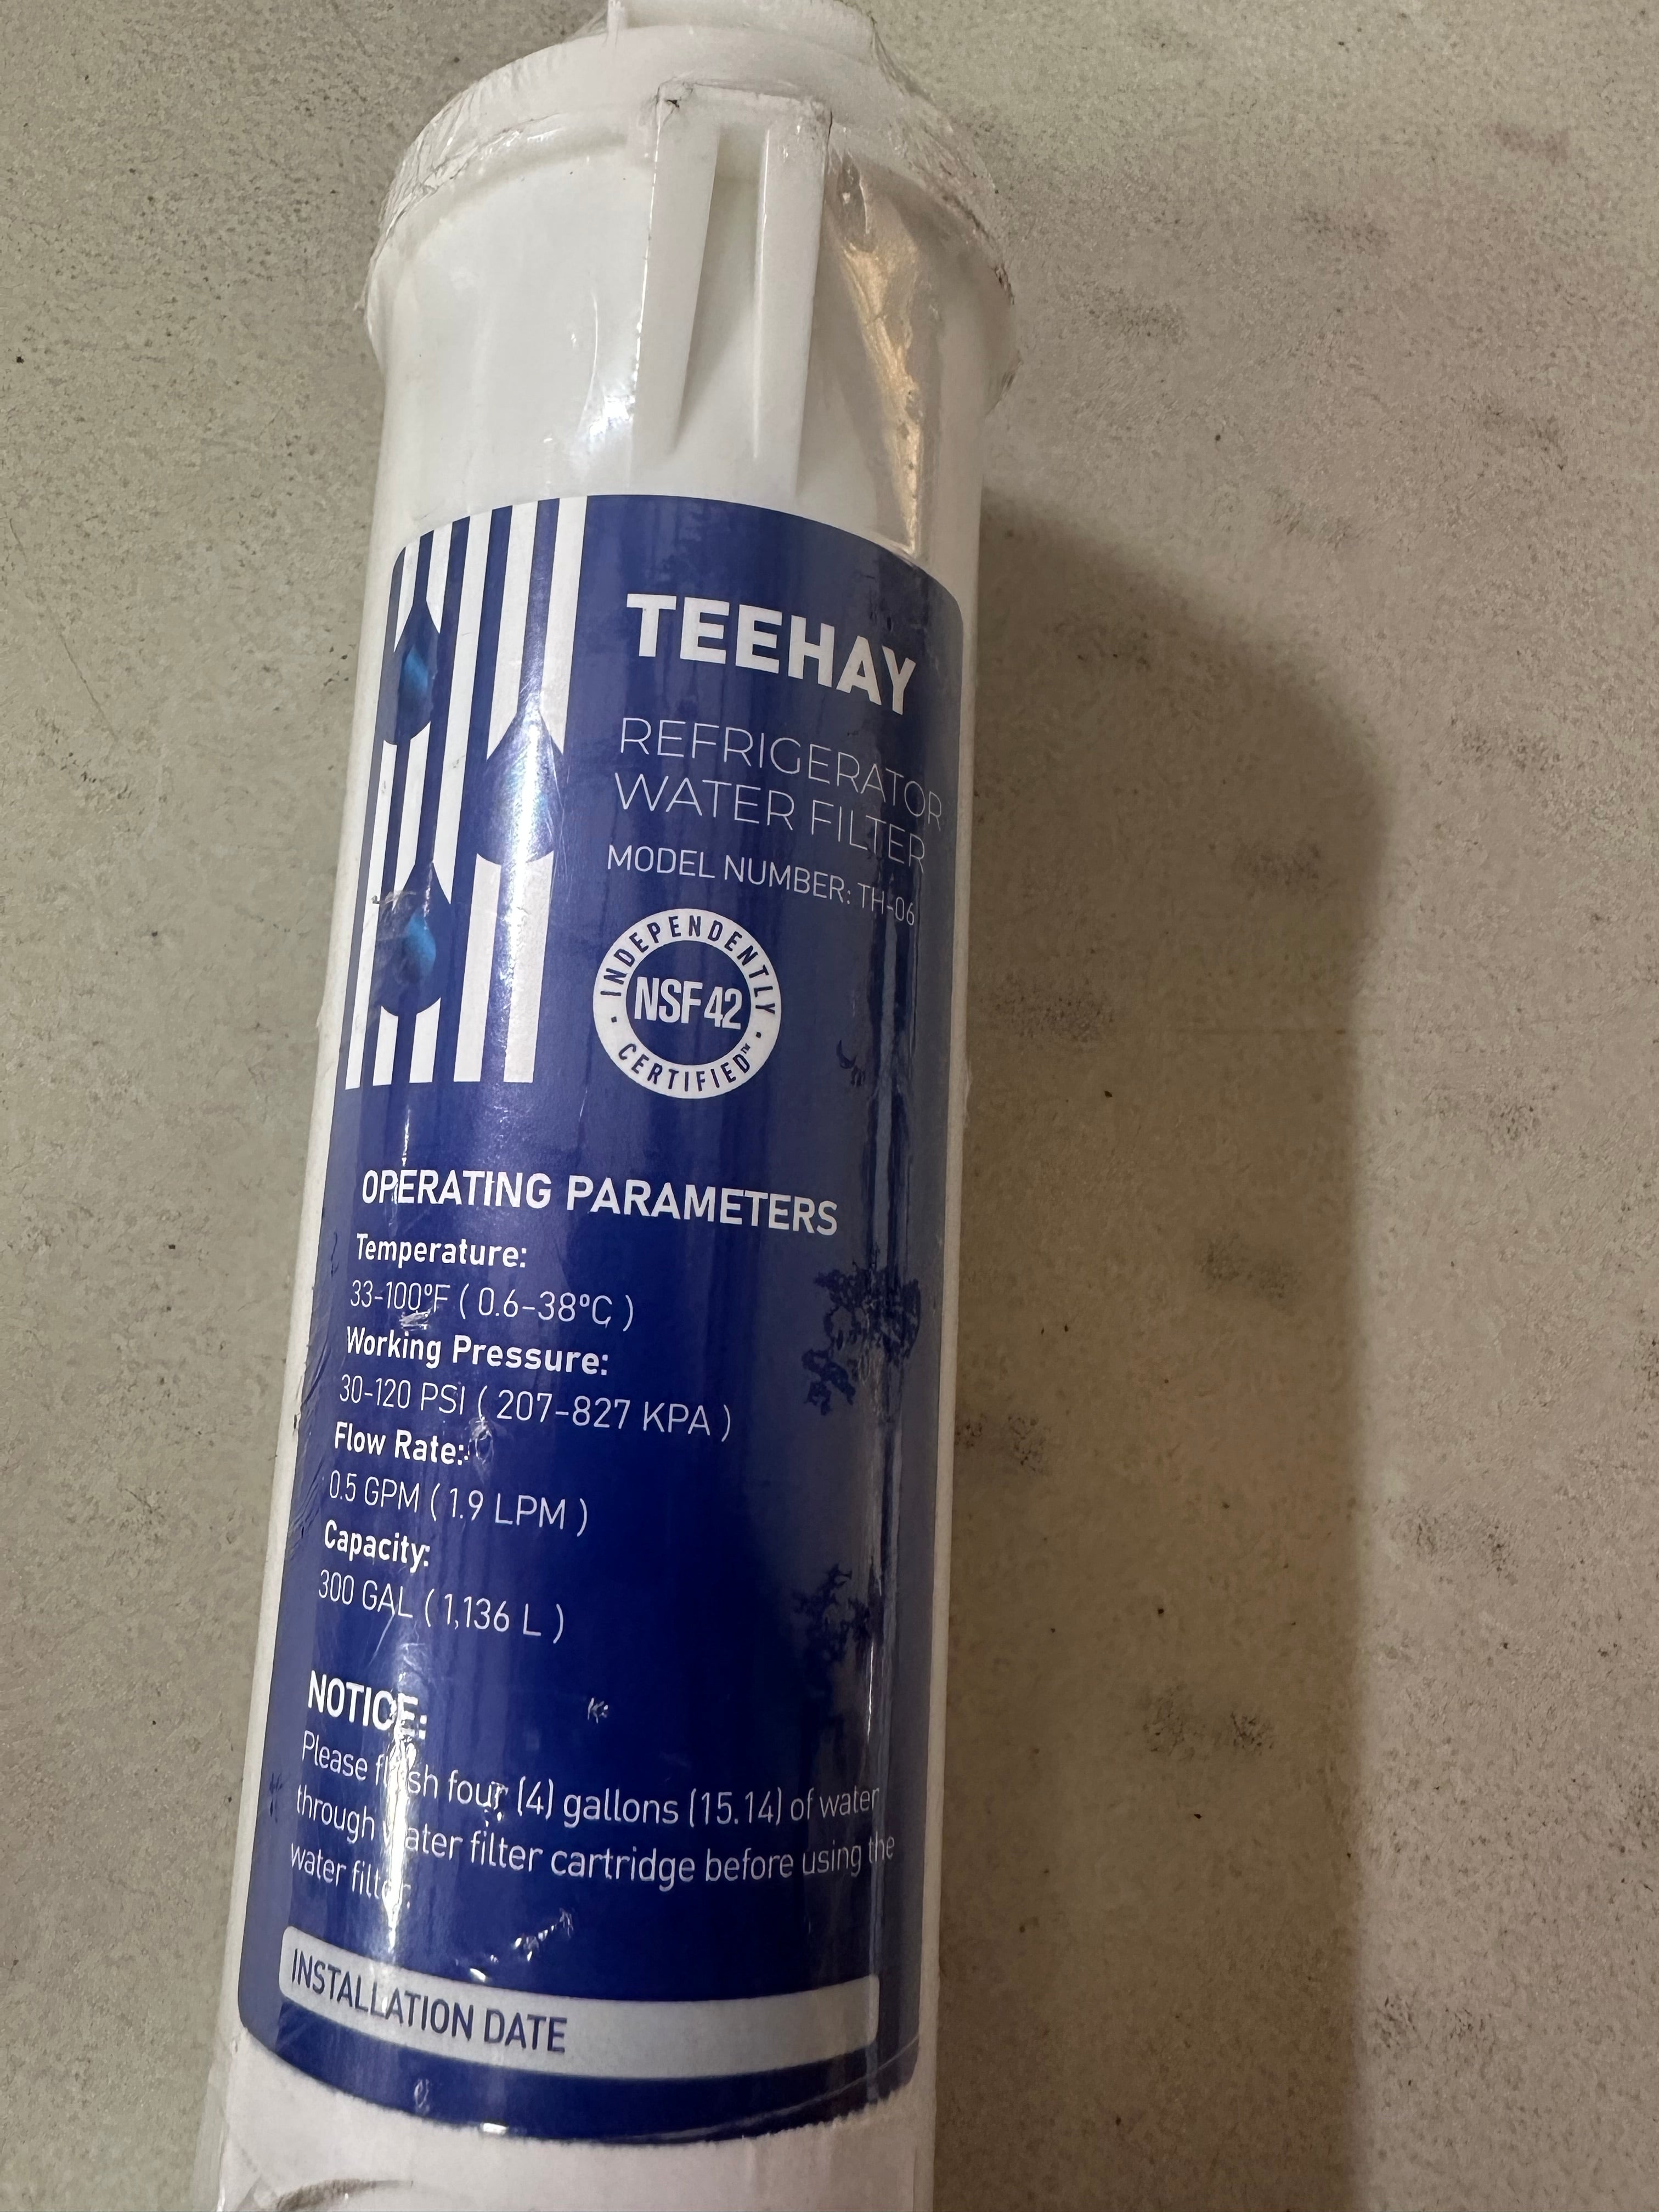 TEEHAY
REFRIGERATOR
WATER FILTER
MODEL NUMBER: TH-06
INDEPENDENTLY
NSF 42
CERTIFIED™
OPERATING PARAMETERS
Temperature:
33-100°F ( 0.6-38°C )
Working Pressure:
30-120 PSI ( 207-827 KPA )
Flow Rate:
0.5 GPM ( 1.9 LPM )
Capacity:
300 GAL ( 1,136 L )
NOTICE:
Please flush four (4) gallons (15.14) of water
through water filter cartridge before using the
water filter.
INSTALLATION DATE